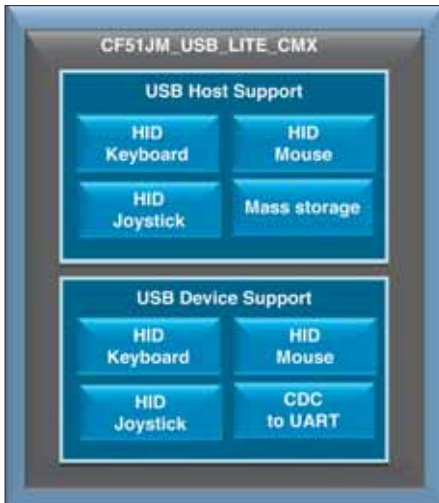 CF51JM_USB_LITE_CMX
USB Host Support
HID
Keyboard
HID
Mouse
HID
Joystick
Mass storage
USB Device Support
HID
Keyboard
HID
Mouse
HID
Joystick
CDC
to UART